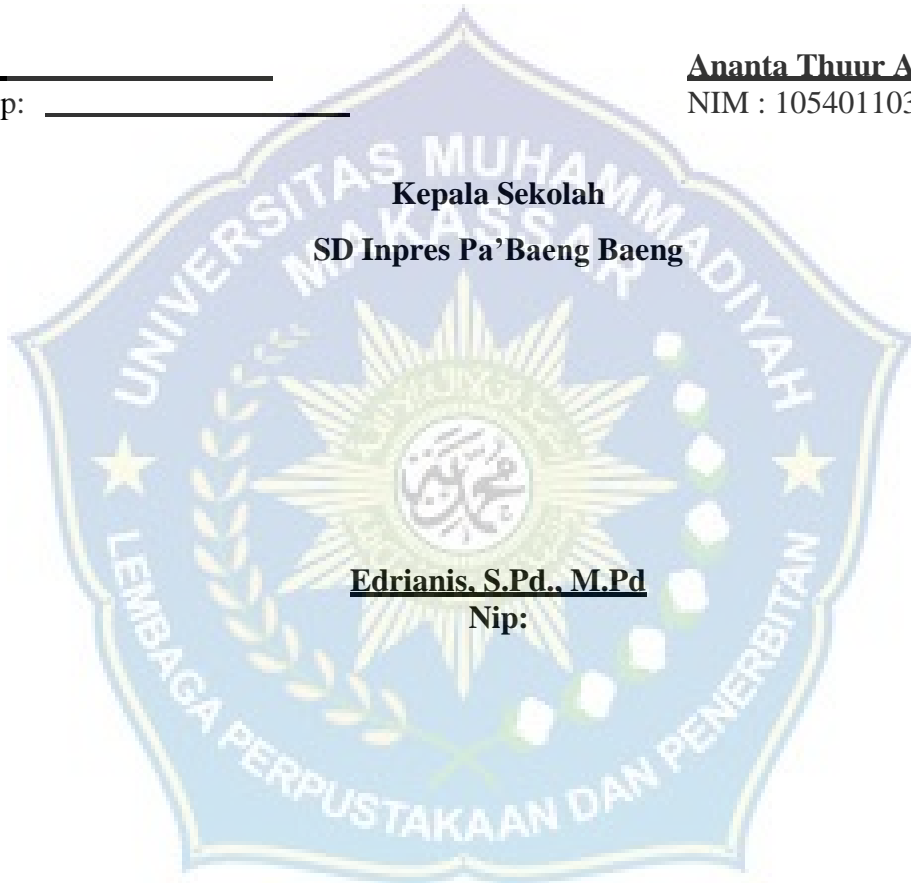 Ananta Thuur A
p:
NIM : 105401103
Kepala Sekolah
SD Inpres Pa’Baeng Baeng
Edrianis, S.Pd., M.Pd
Nip:
UNIVERSITAS MUHAMMADIYAH
MAKASSAR
LEMBAGA PERPUSTAKAAN DAN PENERBITAN